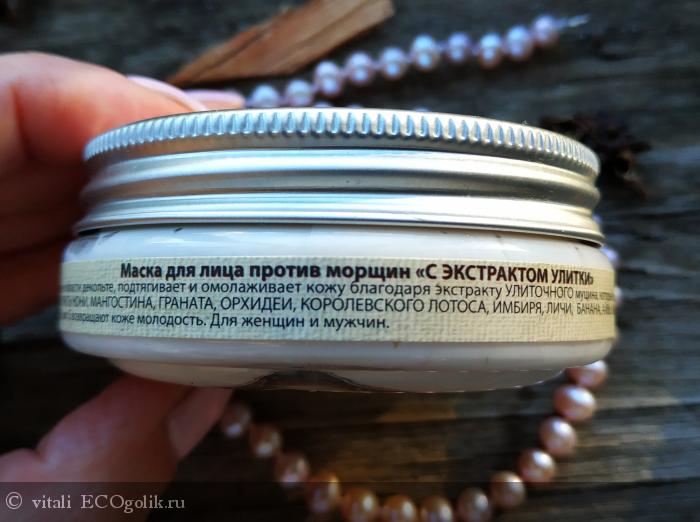 Маска для лица против морщин «С ЭКСТРАКТОМ УЛИТКИ»
декольте, подтягивает и омолаживает кожу благодаря экстракту УЛИТОЧНОГО муцина,
НОНИ, МАНГОСТИНА, ГРАНАТА, ОРХИДЕИ, КОРОЛЕВСКОГО ЛОТОСА, ИМБИРЯ, ЛИЧИ, БАНАНА,
возвращают коже молодость. Для женщин и мужчин.
© vitali ECOgolik.ru